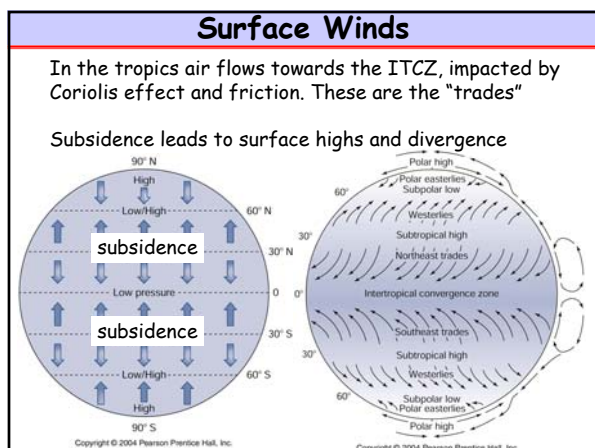 Surface Winds
In the tropics air flows towards the ITCZ, impacted by
Coriolis effect and friction. These are the “trades”
Subsidence leads to surface highs and divergence
90° N
High
Low/High
60° N
subsidence
30° N
Low pressure
0
subsidence
30° S
Low/High
60° S
High
90° S
Copyright © 2004 Pearson Prentice Hall, Inc.
Polar high
Polar easterlies
Subpolar low
60°
Westerlies
30°
Subtropical high
Northeast trades
0°
Intertropical convergence zone
Southeast trades
30°
Subtropical high
Westerlies
60°
Subpolar low
Polar easterlies
Polar high
Copyright © 2004 Pearson Prentice Hall, Inc.